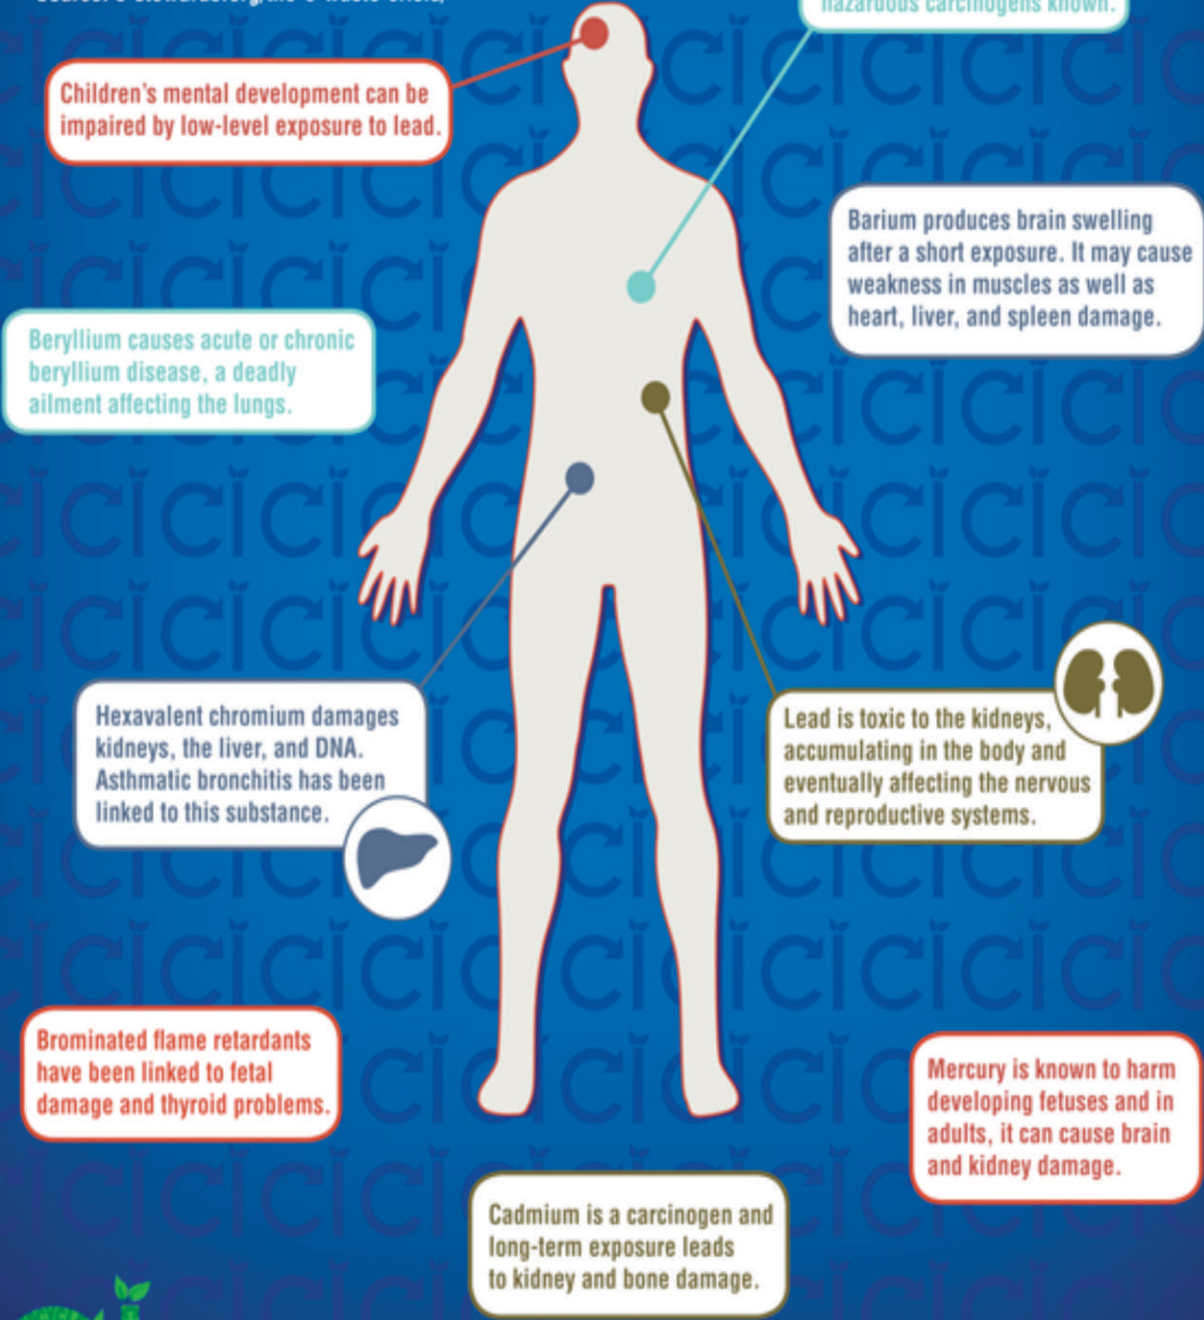 hazardous carcinogens known.
Children's mental development can be
impaired by low-level exposure to lead.
Barium produces brain swelling
after a short exposure. It may cause
weakness in muscles as well as
heart, liver, and spleen damage.
Beryllium causes acute or chronic
beryllium disease, a deadly
ailment affecting the lungs.
Hexavalent chromium damages
kidneys, the liver, and DNA.
Asthmatic bronchitis has been
linked to this substance.
Lead is toxic to the kidneys,
accumulating in the body and
eventually affecting the nervous
and reproductive systems.
Brominated flame retardants
have been linked to fetal
damage and thyroid problems.
Mercury is known to harm
developing fetuses and in
adults, it can cause brain
and kidney damage.
Cadmium is a carcinogen and
long-term exposure leads
to kidney and bone damage.